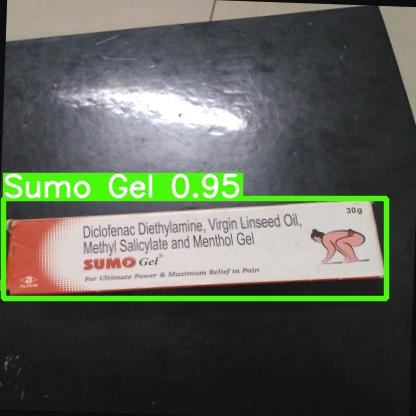 Sumo Gel 0.95
30g
Diclofenac Diethylamine, Virgin Linseed Oil,
Methyl Salicylate and Menthol Gel
SUMO Gel®
For Ultimate Power & Maximum Relief in Pain
a
ALKEM